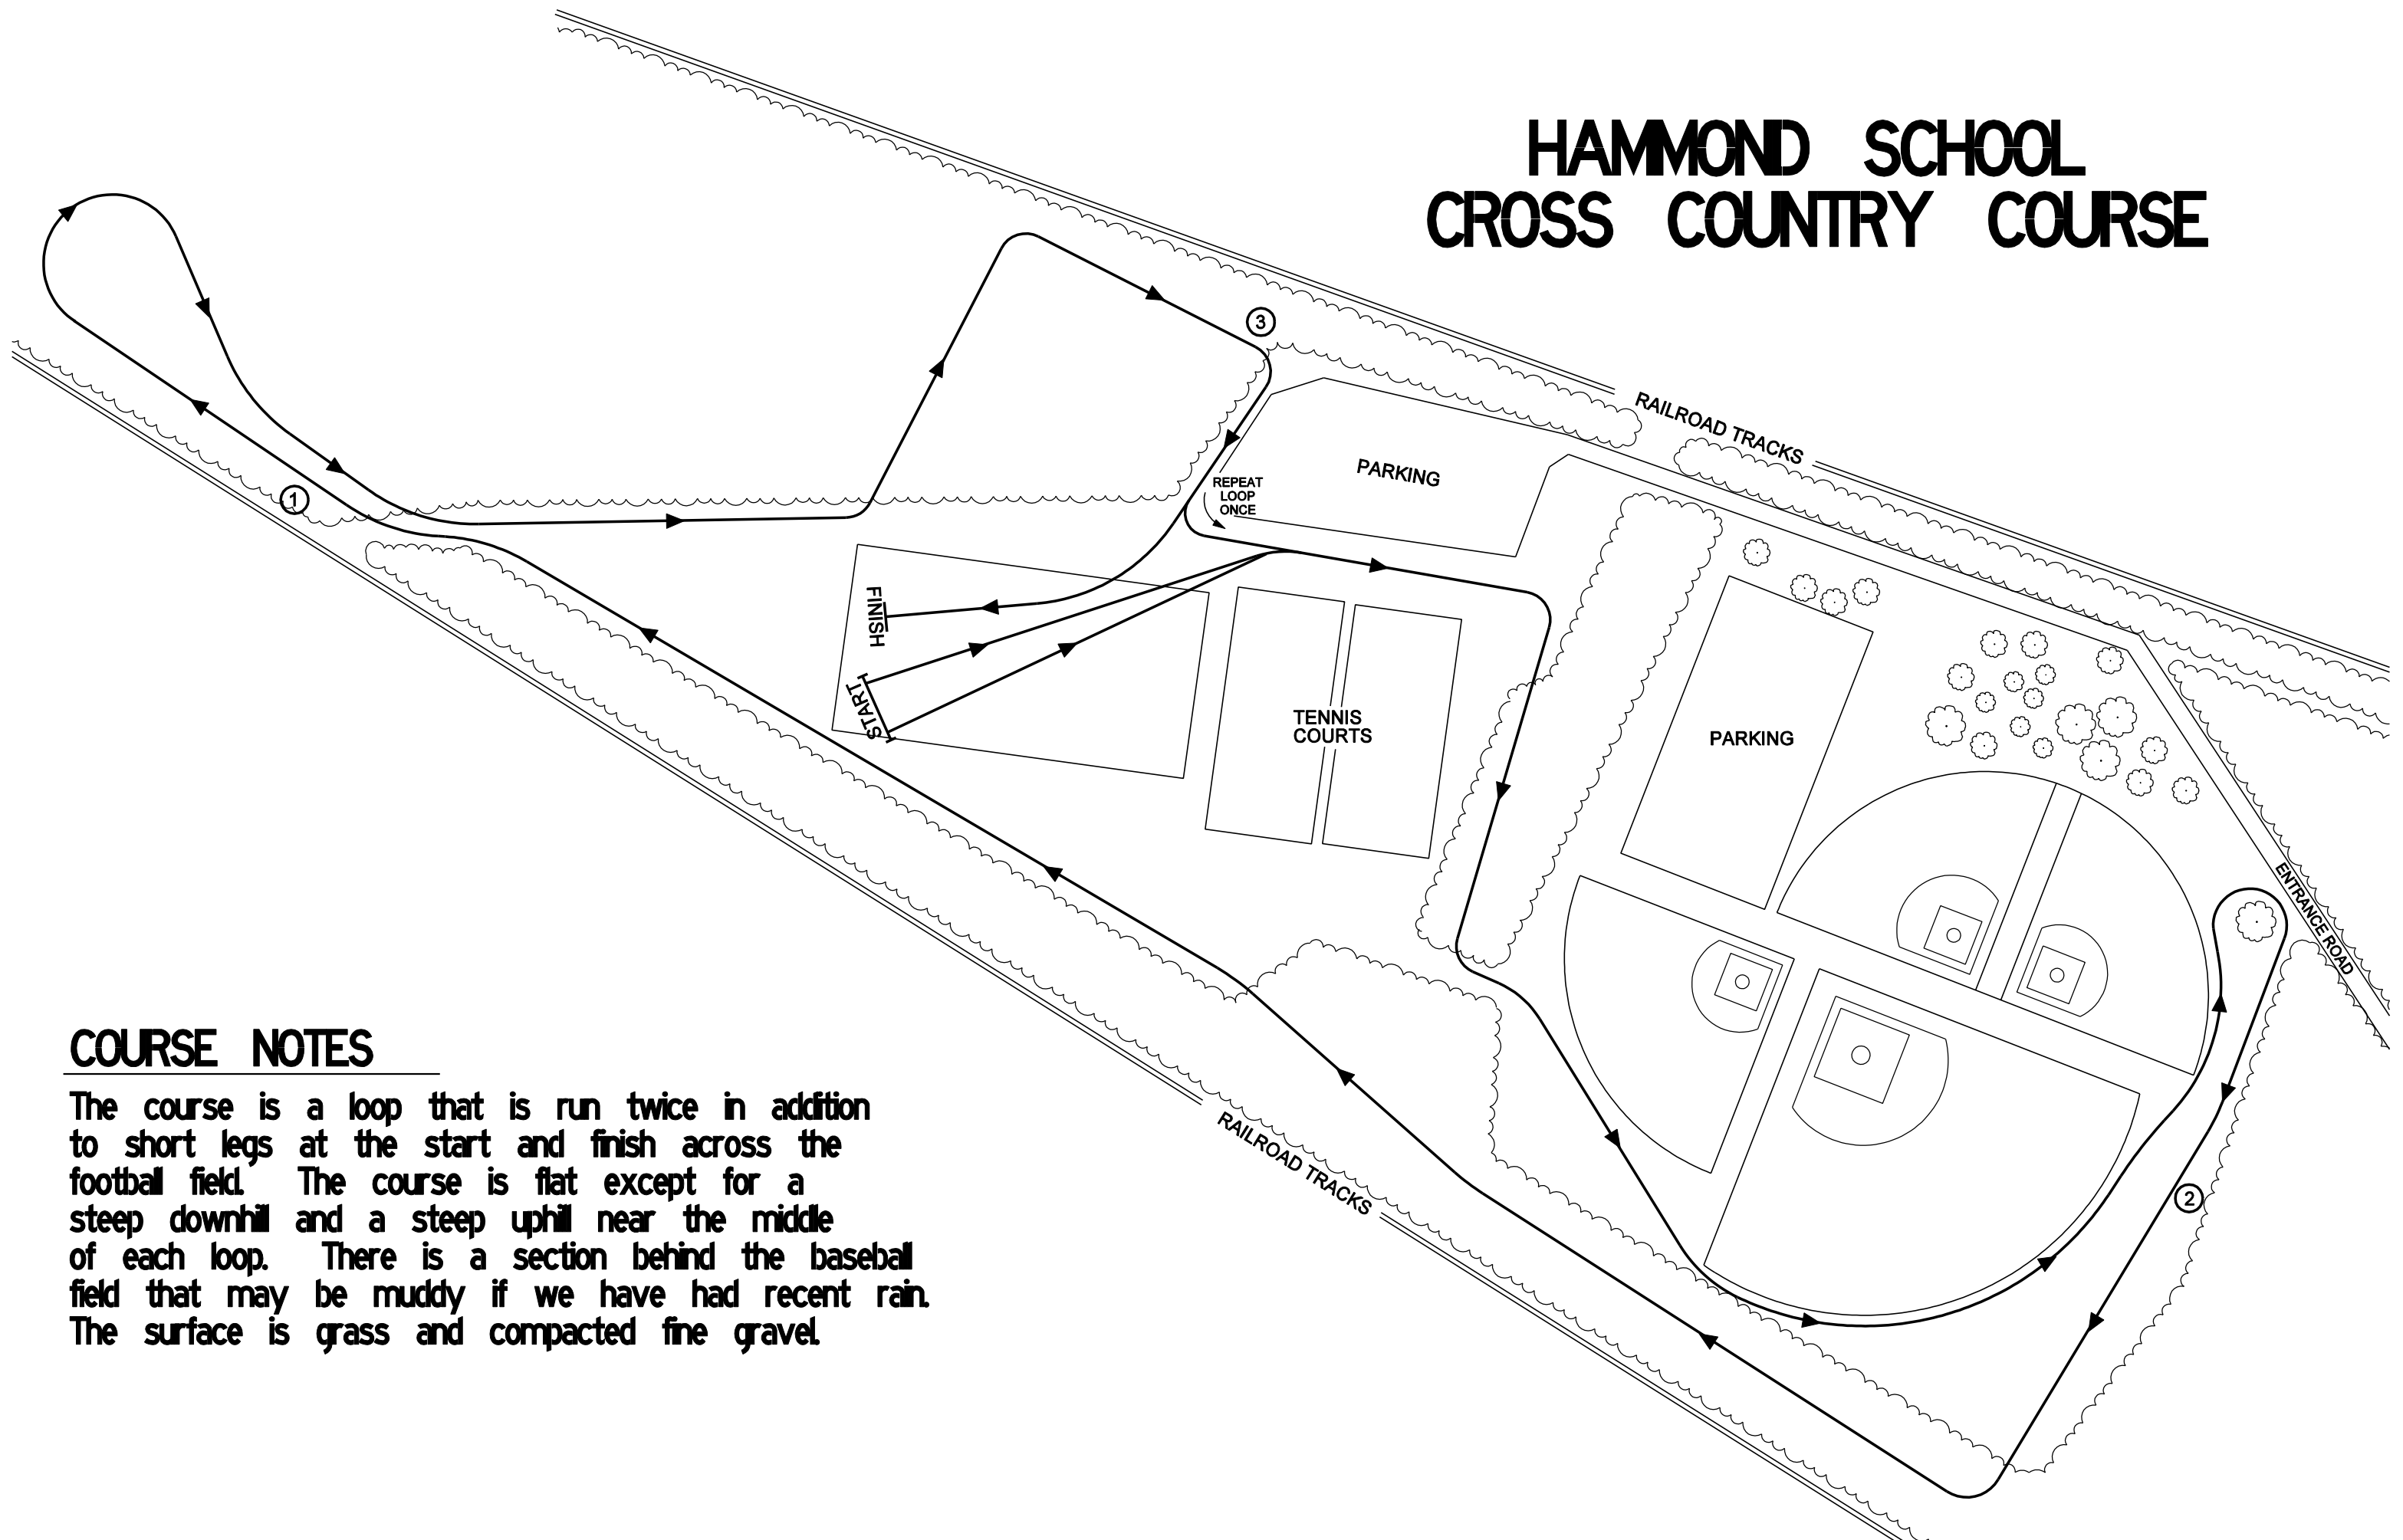 HAMMOND SCHOOL
CROSS COUNTRY COURSE
RAILROAD TRACKS
3
PARKING
REPEAT
LOOP
ONCE
1
FINISH
START
TENNIS
COURTS
PARKING
ENTRANCE ROAD
2
RAILROAD TRACKS
COURSE NOTES
The course is a loop that is run twice in addition
to short legs at the start and finish across the
football field. The course is flat except for a
steep downhill and a steep uphill near the middle
of each loop. There is a section behind the baseball
field that may be muddy if we have had recent rain.
The surface is grass and compacted fine gravel.